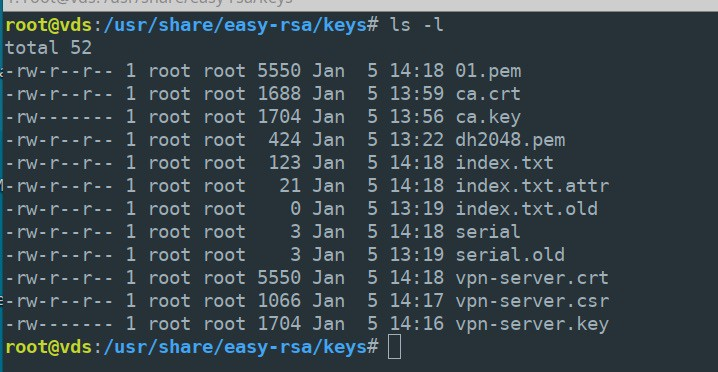 root@vds:/usr/share/easy-rsa/keys# ls -l
total 52
-rw-r--r-- 1 root root 5550 Jan  5 14:18 01.pem
-rw-r--r-- 1 root root 1688 Jan  5 13:59 ca.crt
-rw------- 1 root root 1704 Jan  5 13:56 ca.key
-rw-r--r-- 1 root root  424 Jan  5 13:22 dh2048.pem
-rw-r--r-- 1 root root  123 Jan  5 14:18 index.txt
-rw-r--r-- 1 root root   21 Jan  5 14:18 index.txt.attr
-rw-r--r-- 1 root root    0 Jan  5 13:19 index.txt.old
-rw-r--r-- 1 root root    3 Jan  5 14:18 serial
-rw-r--r-- 1 root root    3 Jan  5 13:19 serial.old
-rw-r--r-- 1 root root 5550 Jan  5 14:18 vpn-server.crt
-rw-r--r-- 1 root root 1066 Jan  5 14:17 vpn-server.csr
-rw------- 1 root root 1704 Jan  5 14:16 vpn-server.key
root@vds:/usr/share/easy-rsa/keys#